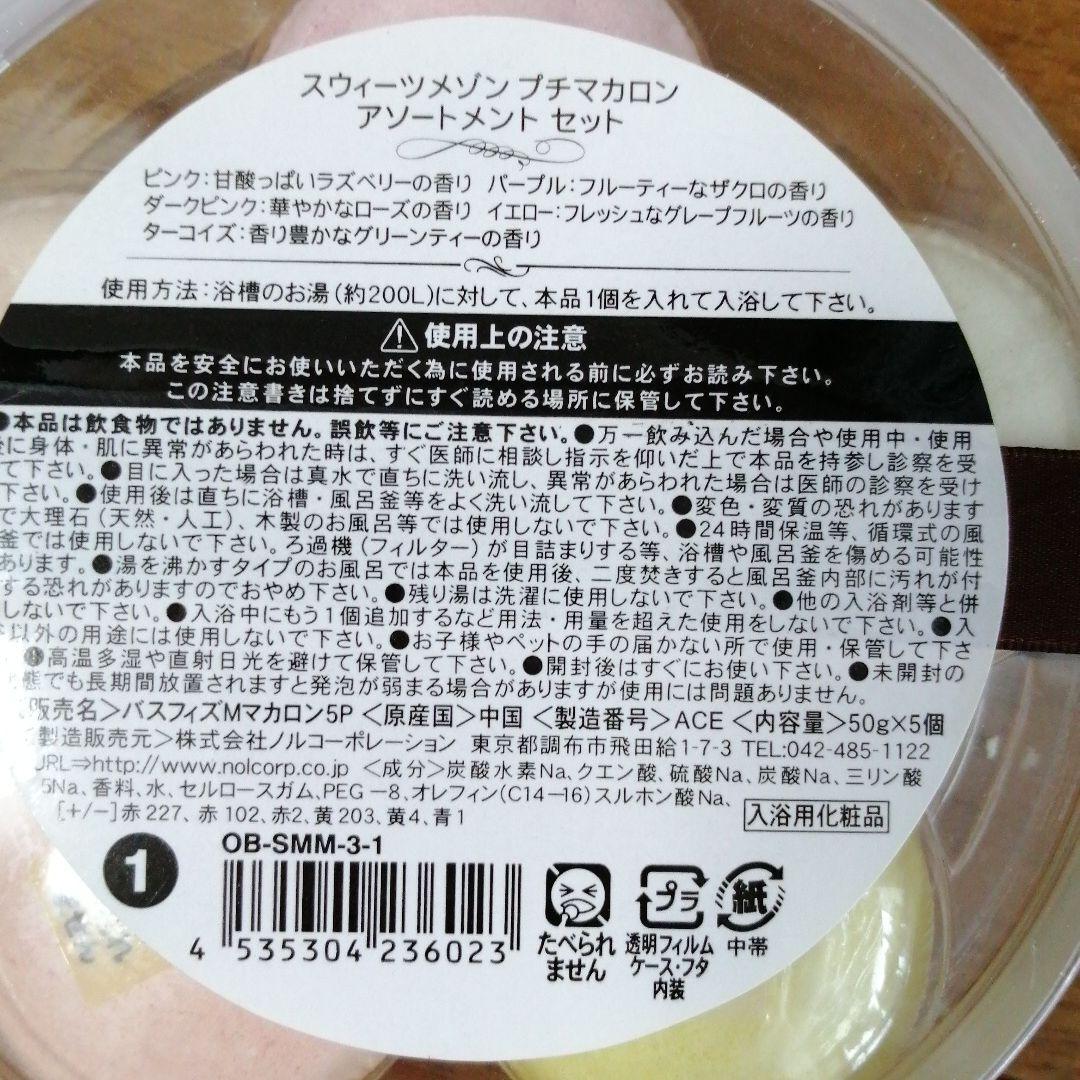 スウィーツメゾン プチマカロン
アソートメント セット
ピンク:甘酸っぱいラズベリーの香り パープル:フルーティーなザクロの香り
ダークピンク:華やかなローズの香り イエロー:フレッシュなグレープフルーツの香り
ターコイズ:香り豊かなグリーンティーの香り
使用方法:浴槽のお湯(約200L)に対して、本品1個を入れて入浴して下さい。
使用上の注意
本品を安全にお使いいただく為に使用される前に必ずお読み下さい。
この注意書きは捨てずにすぐ読める場所に保管して下さい。
●本品は飲食物ではありません。誤飲等にご注意下さい。●万一飲み込んだ場合や使用中・使用
後に身体・肌に異常があらわれた時は、すぐ医師に相談し指示を仰いだ上で本品を持参し診察を受
て下さい。●目に入った場合は真水で直ちに洗い流し、異常があらわれた場合は医師の診察を受け
下さい。●使用後は直ちに浴槽・風呂釜等をよく洗い流して下さい。●変色・変質の恐れがあります
で大理石(天然・人工)、木製のお風呂等では使用しないで下さい。●24時間保温等、循環式の風
釜では使用しないで下さい。ろ過機(フィルター)が目詰まりする等、浴槽や風呂釜を傷める可能性
あります。●湯を沸かすタイプのお風呂では本品を使用後、二度焚きすると風呂釜内部に汚れが付
する恐れがありますのでおやめ下さい。●残り湯は洗濯に使用しないで下さい。●他の入浴剤等と併
しないで下さい。●入浴中にもう1個追加するなど用法・用量を超えた使用をしないで下さい。●入
以外の用途には使用しないで下さい。●お子様やペットの手の届かない所で使用・保管して下さ
●高温多湿や直射日光を避けて保管して下さい。●開封後はすぐにお使い下さい。●未開封の
態でも長期間放置されますと発泡が弱まる場合がありますが使用には問題ありません。
販売名>バスフィズMマカロン5P <原産国>中国 <製造番号>ACE <内容量>50g×5個
製造販売元>株式会社ノルコーポレーション 東京都調布市飛田給1-7-3 TEL:042-485-1122
URL⇒http://www.nolcorp.co.jp <成分>炭酸水素Na、クエン酸、硫酸Na、炭酸Na、三リン酸
5Na、香料、水、セルロースガム、PEG-8、オレフィン(C14-16)スルホン酸Na、
[+/-]赤227、赤102、赤2、黄203、黄4、青1
入浴用化粧品
OB-SMM-3-1
1
4 535304 236023
たべられ
ません
プラ
透明フィルム
ケース・フタ
内装
紙
中帯